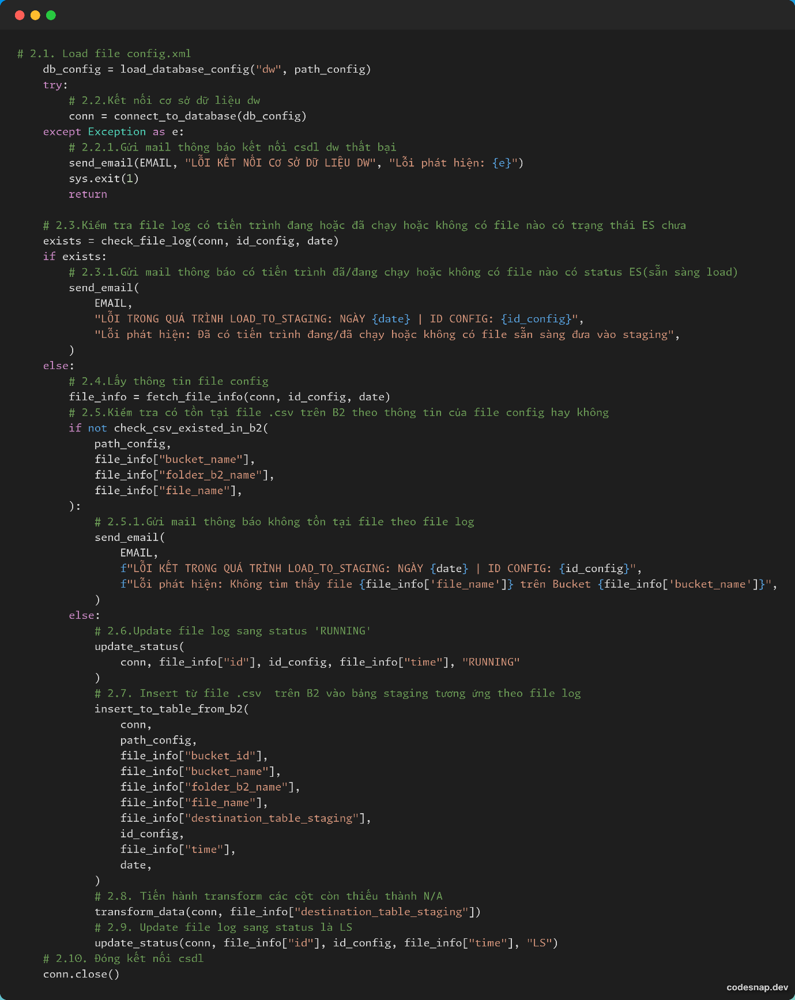 # 2.1. Load file config.xml
    db_config = load_database_config("dw", path_config)
    try:
        # 2.2.Kết nối cơ sở dữ liệu dw
        conn = connect_to_database(db_config)
    except Exception as e:
        # 2.2.1.Gửi mail thông báo kết nối csdl dw thất bại
        send_email(EMAIL, "LỖI KẾT NỐI CƠ SỞ DỮ LIỆU DW", "Lỗi phát hiện: {e}")
        sys.exit(1)
        return

    # 2.3.Kiểm tra file log có tiến trình đang hoặc đã chạy hoặc không có file nào có trạng thái ES chưa
    exists = check_file_log(conn, id_config, date)
    if exists:
        # 2.3.1.Gửi mail thông báo có tiến trình đã/đang chạy hoặc không có file nào có status ES(sẵn sàng load)
        send_email(
            EMAIL,
            "LỖI TRONG QUÁ TRÌNH LOAD_TO_STAGING: NGÀY {date} | ID CONFIG: {id_config}",
            "Lỗi phát hiện: Đã có tiến trình đang/đã chạy hoặc không có file sẵn sàng đưa vào staging",
        )
    else:
        # 2.4.Lấy thông tin file config
        file_info = fetch_file_info(conn, id_config, date)
        # 2.5.Kiểm tra có tồn tại file .csv trên B2 theo thông tin của file config hay không
        if not check_csv_existed_in_b2(
            path_config,
            file_info["bucket_name"],
            file_info["folder_b2_name"],
            file_info["file_name"],
        ):
            # 2.5.1.Gửi mail thông báo không tồn tại file theo file log
            send_email(
                EMAIL,
                f"LỖI KẾT TRONG QUÁ TRÌNH LOAD_TO_STAGING: NGÀY {date} | ID CONFIG: {id_config}",
                f"Lỗi phát hiện: Không tìm thấy file {file_info['file_name']} trên Bucket {file_info['bucket_name']}",
            )
        else:
            # 2.6.Update file log sang status 'RUNNING'
            update_status(
                conn, file_info["id"], id_config, file_info["time"], "RUNNING"
            )
            # 2.7. Insert từ file .csv  trên B2 vào bảng staging tương ứng theo file log
            insert_to_table_from_b2(
                conn,
                path_config,
                file_info["bucket_id"],
                file_info["bucket_name"],
                file_info["folder_b2_name"],
                file_info["file_name"],
                file_info["destination_table_staging"],
                id_config,
                file_info["time"],
                date,
            )
            # 2.8. Tiến hành transform các cột còn thiếu thành N/A
            transform_data(conn, file_info["destination_table_staging"])
            # 2.9. Update file log sang status là LS
            update_status(conn, file_info["id"], id_config, file_info["time"], "LS")
    # 2.10. Đóng kết nối csdl
    conn.close()
codesnap.dev